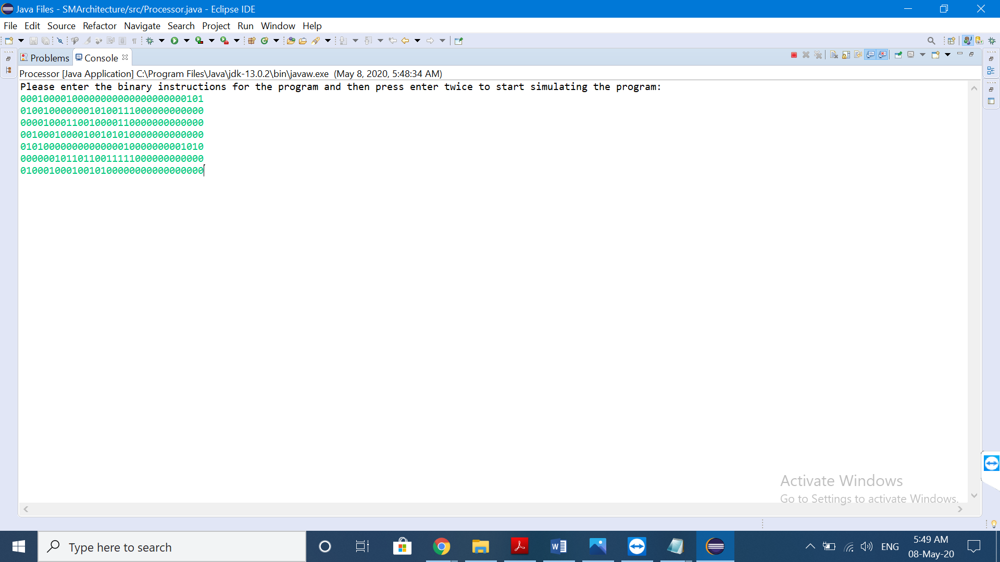 Java Files - SMArchitecture/src/Processor.java - Eclipse IDE
File Edit Source Refactor Navigate Search Project Run Window Help
Problems Console
Processor [Java Application] C:\Program Files\Java\jdk-13.0.2\bin\javaw.exe (May 8, 2020, 5:48:34 AM)
Please enter the binary instructions for the program and then press enter twice to start simulating the program:
00010000100000000000000000000101
01001000000010100111000000000000
00001000110010000110000000000000
00100010000100101010000000000000
01010000000000000010000000001010
00000010110110011111000000000000
01000100010010100000000000000000
Activate Windows
Go to Settings to activate Windows.
Type here to search
ENG
5:49 AM
08-May-20